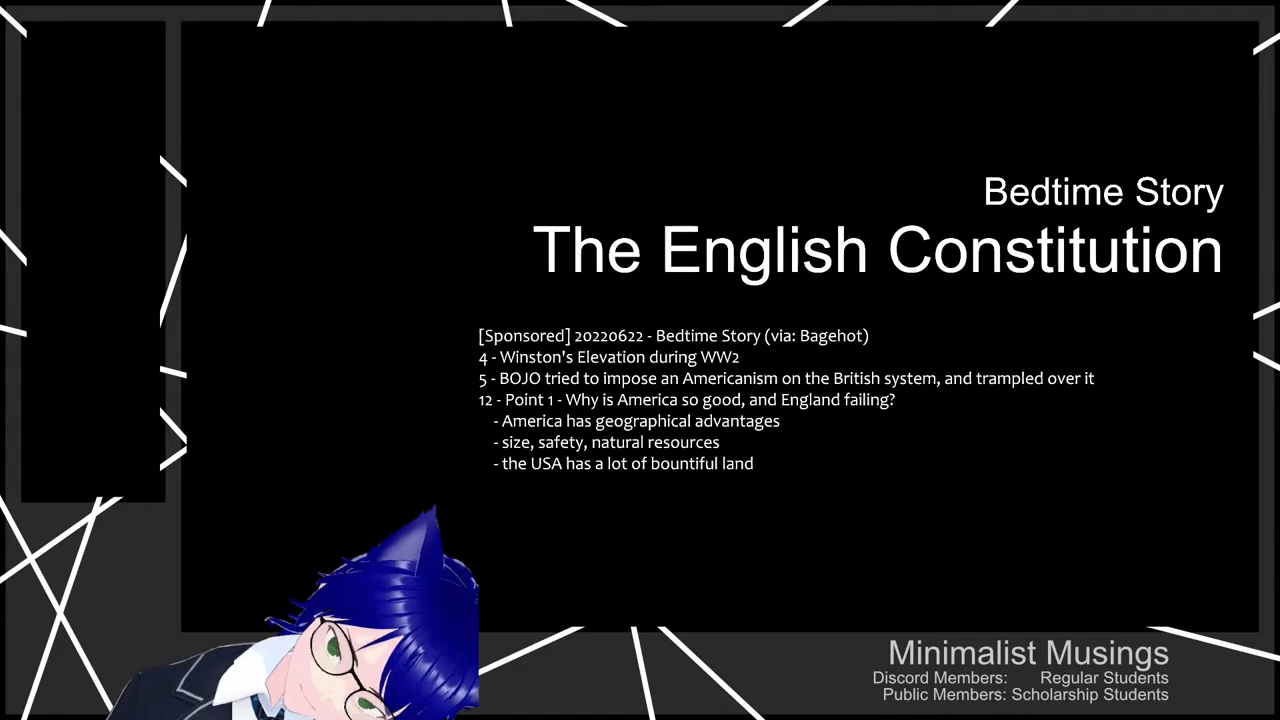 Bedtime Story
The English Constitution
[Sponsored] 20220622 - Bedtime Story (via: Bagehot)
4 - Winston's Elevation during WW2
5 - BOJO tried to impose an Americanism on the British system, and trampled over it
12 - Point 1 - Why is America so good, and England failing?
- America has geographical advantages
- size, safety, natural resources
- the USA has a lot of bountiful land
Minimalist Musings
Discord Members: Regular Students
Public Members: Scholarship Students